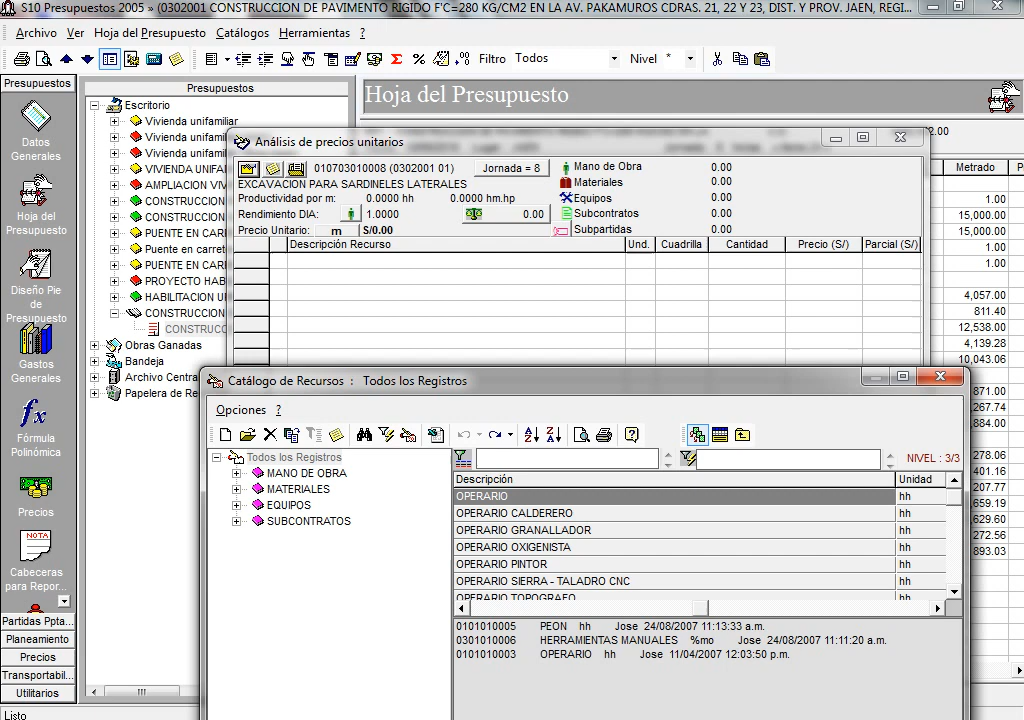 S10 Presupuestos 2005 » (0302001 CONSTRUCCION DE PAVIMENTO RIGIDO F'C=280 KG/CM2 EN LA AV. PAKAMUROS CDRAS. 21, 22 Y 23, DIST. Y PROV. JAEN, REGI...
Archivo Ver Hoja del Presupuesto Catálogos Herramientas ?
Filtro Todos Nivel *
Presupuestos
Datos
Generales
Hoja del
Presupuesto
Diseño Pie
de
Presupuesto
Gastos
Generales
Fórmula
Polinómica
Precios
NOTA
Cabeceras
para Repor...
Partidas Ppta...
Planeamiento
Precios
Transportabil...
Utilitarios
Listo
Presupuestos
Escritorio
Vivienda unifamiliar
Vivienda unifami
Vivienda unifami
VIVIENDA UNIFA
AMPLIACION VIV
CONSTRUCCION
CONSTRUCCION
PUENTE EN CAR
Puente en carret
PUENTE EN CAR
PROYECTO HAB
HABILITACION U
CONSTRUCCION
CONSTRUCC
Obras Ganadas
Bandeja
Archivo Centra
Papelera de Re
Hoja del Presupuesto
Metrado
1.00
15,000.00
15,000.00
1.00
1.00
4,057.00
811.40
12,538.00
4,139.28
10,043.06
871.00
267.74
884.00
278.06
401.16
207.77
659.19
629.60
272.56
893.03
Análisis de precios unitarios
010703010008 (0302001 01) Jornada = 8
EXCAVACION PARA SARDINELES LATERALES
Productividad por m: 0.0000 hh 0.0000 hm.hp
Rendimiento DIA: 1.0000 0.00
Precio Unitario: m S/0.00
Mano de Obra 0.00
Materiales 0.00
Equipos 0.00
Subcontratos 0.00
Subpartidas 0.00
Descripción Recurso Und. Cuadrilla Cantidad Precio (S/) Parcial (S/)
Catálogo de Recursos : Todos los Registros
Opciones ?
Todos los Registros
MANO DE OBRA
MATERIALES
EQUIPOS
SUBCONTRATOS
NIVEL : 3/3
Descripción Unidad
OPERARIO hh
OPERARIO CALDERERO hh
OPERARIO GRANALLADOR hh
OPERARIO OXIGENISTA hh
OPERARIO PINTOR hh
OPERARIO SIERRA - TALADRO CNC hh
OPERARIO TOPOGRAFO hh
0101010005 PEON hh Jose 24/08/2007 11:13:33 a.m.
0301010006 HERRAMIENTAS MANUALES %mo Jose 24/08/2007 11:11:20 a.m.
0101010003 OPERARIO hh Jose 11/04/2007 12:03:50 p.m.